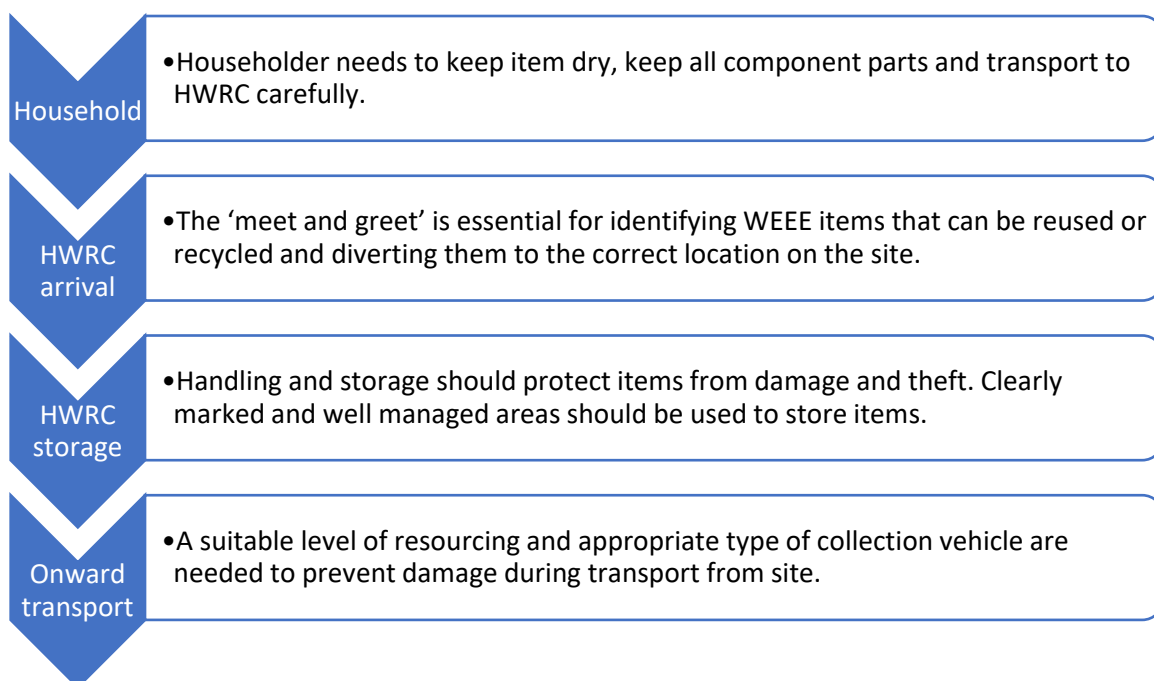 Household
•Householder needs to keep item dry, keep all component parts and transport to
HWRC carefully.
HWRC
arrival
•The ‘meet and greet’ is essential for identifying WEEE items that can be reused or
recycled and diverting them to the correct location on the site.
HWRC
storage
•Handling and storage should protect items from damage and theft. Clearly
marked and well managed areas should be used to store items.
Onward
transport
•A suitable level of resourcing and appropriate type of collection vehicle are
needed to prevent damage during transport from site.